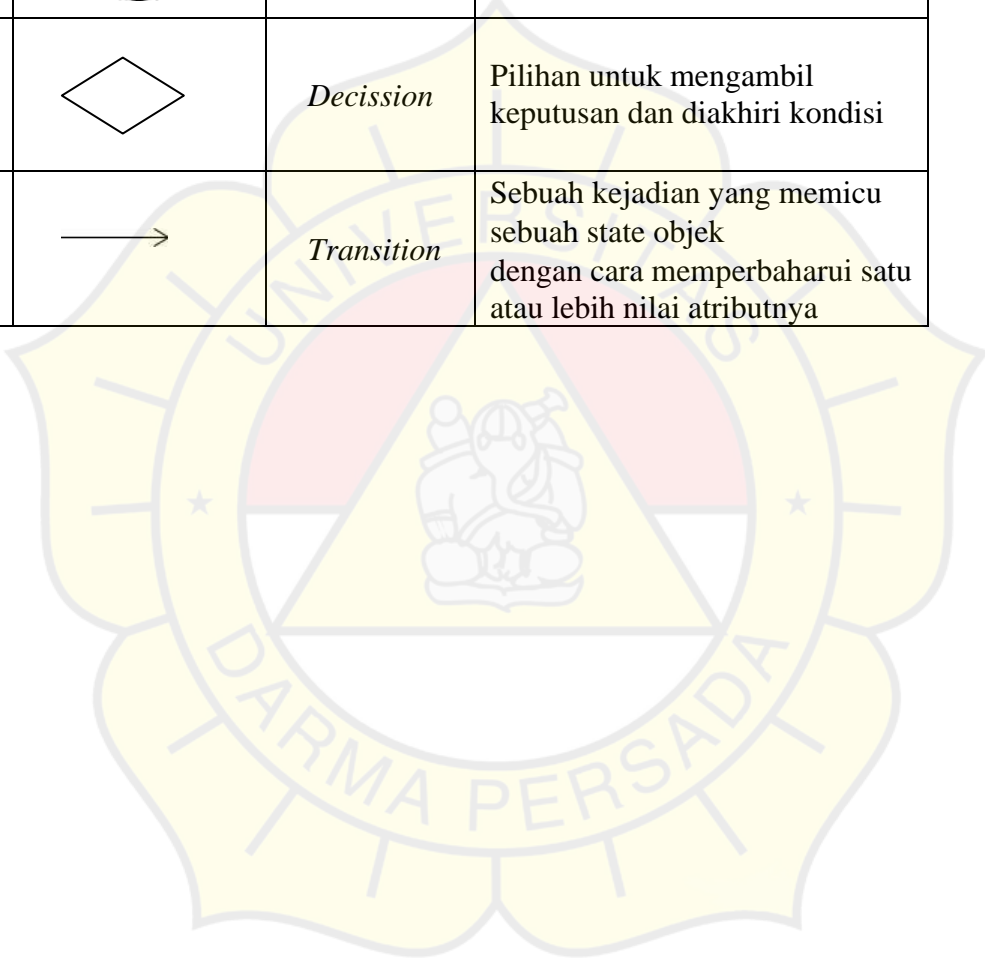 Decission
Pilihan untuk mengambil
keputusan dan diakhiri kondisi
Transition
Sebuah kejadian yang memicu
sebuah state objek
dengan cara memperbaharui satu
atau lebih nilai atributnya
UNIVERSITAS
DARMA PERSADA